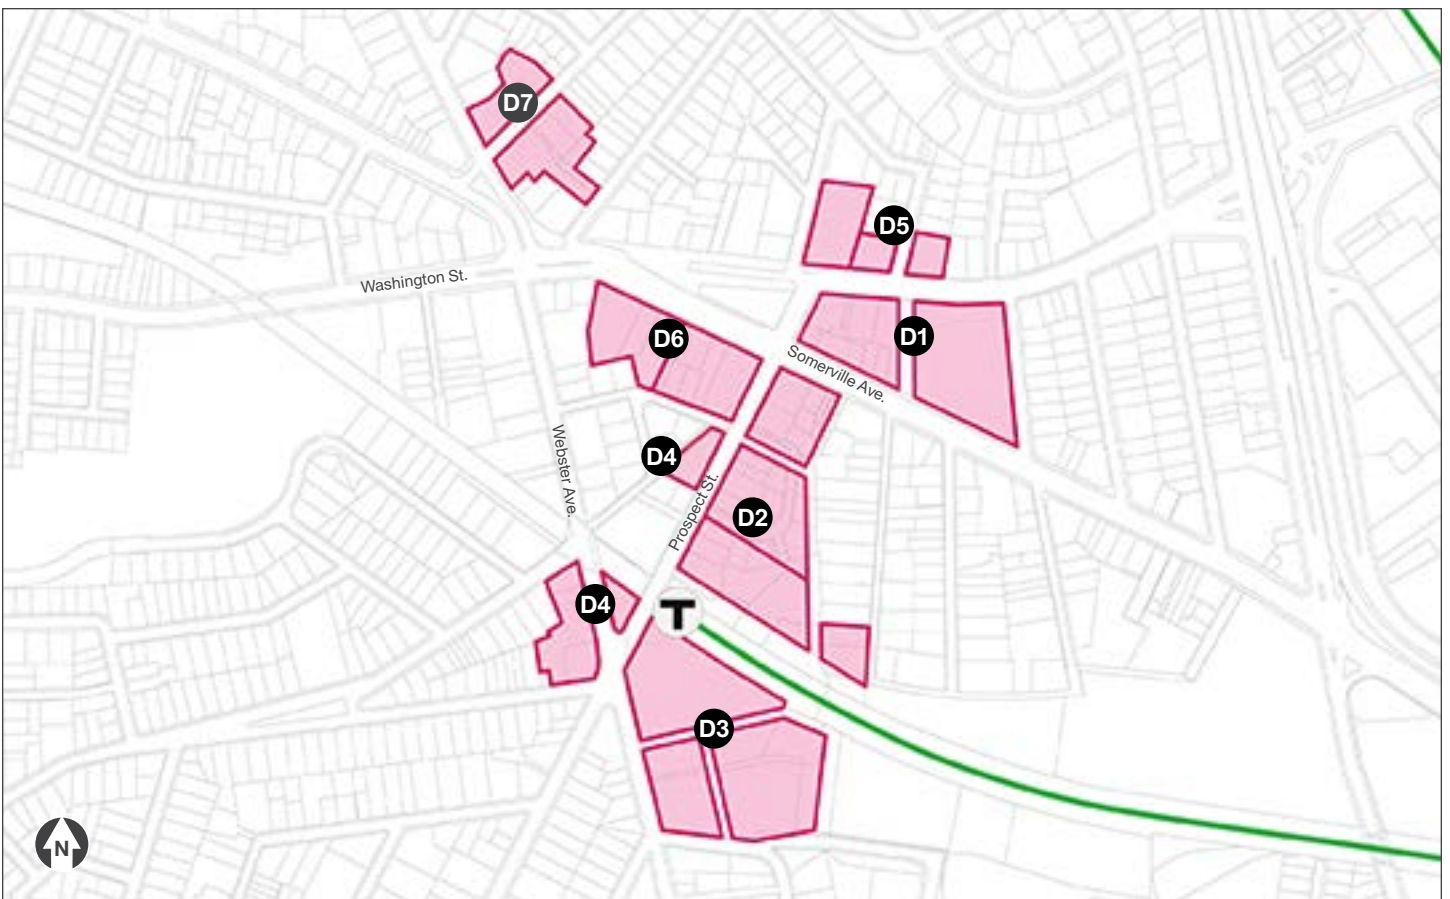 D7
D5
Washington St.
D1
D6
Somerville Ave.
D4
Webster Ave.
Prospect St.
D2
D4
T
D3
N